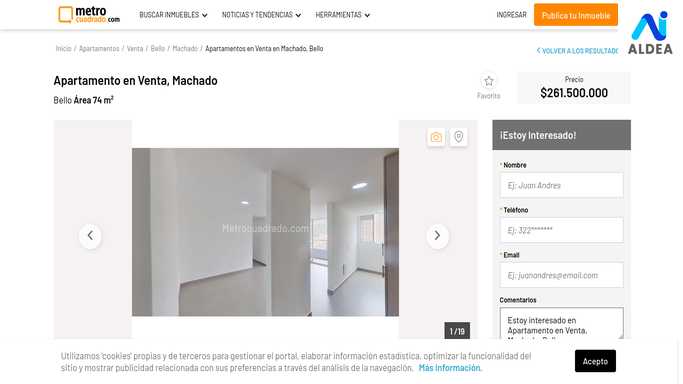 metro
cuadrado.com
BUSCAR INMUEBLES
NOTICIAS Y TENDENCIAS
HERRAMIENTAS
INGRESAR
Publica tu Inmueble
ALDEA
Inicio / Apartamentos / Venta / Bello / Machado / Apartamentos en Venta en Machado, Bello
VOLVER A LOS RESULTAD
Apartamento en Venta, Machado
Bello Área 74 m²
Favorito
Precio
$261.500.000
¡Estoy Interesado!
* Nombre
Ej: Juan Andres
* Teléfono
Ej: 322*******
* Email
Ej: juanandres@email.com
Comentarios
Estoy interesado en
Apartamento en Venta,
Machado, Bello
Metrocuadrado.com
1 / 19
Utilizamos 'cookies' propias y de terceros para gestionar el portal, elaborar información estadística, optimizar la funcionalidad del
sitio y mostrar publicidad relacionada con sus preferencias a través del análisis de la navegación. Más información.
Acepto